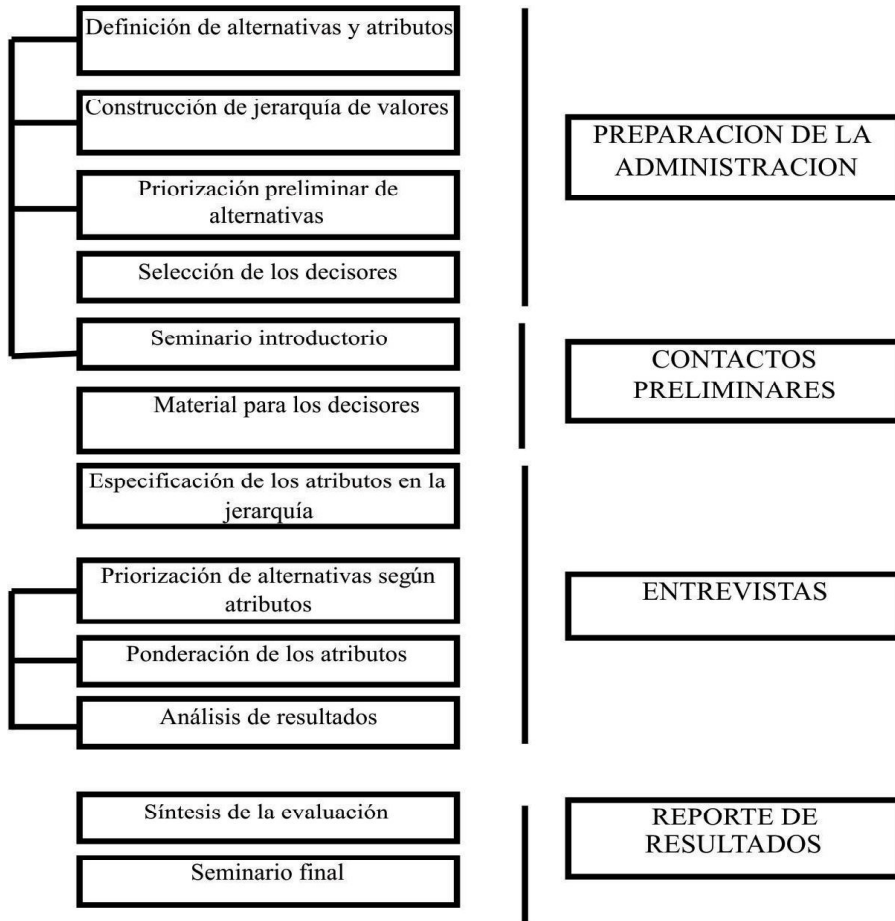 Definición de alternativas y atributos
Construcción de jerarquía de valores
Priorización preliminar de
alternativas
Selección de los decisores
PREPARACION DE LA
ADMINISTRACION
Seminario introductorio
Material para los decisores
CONTACTOS
PRELIMINARES
Especificación de los atributos en la
jerarquía
Priorización de alternativas según
atributos
Ponderación de los atributos
Análisis de resultados
ENTREVISTAS
Síntesis de la evaluación
Seminario final
REPORTE DE
RESULTADOS